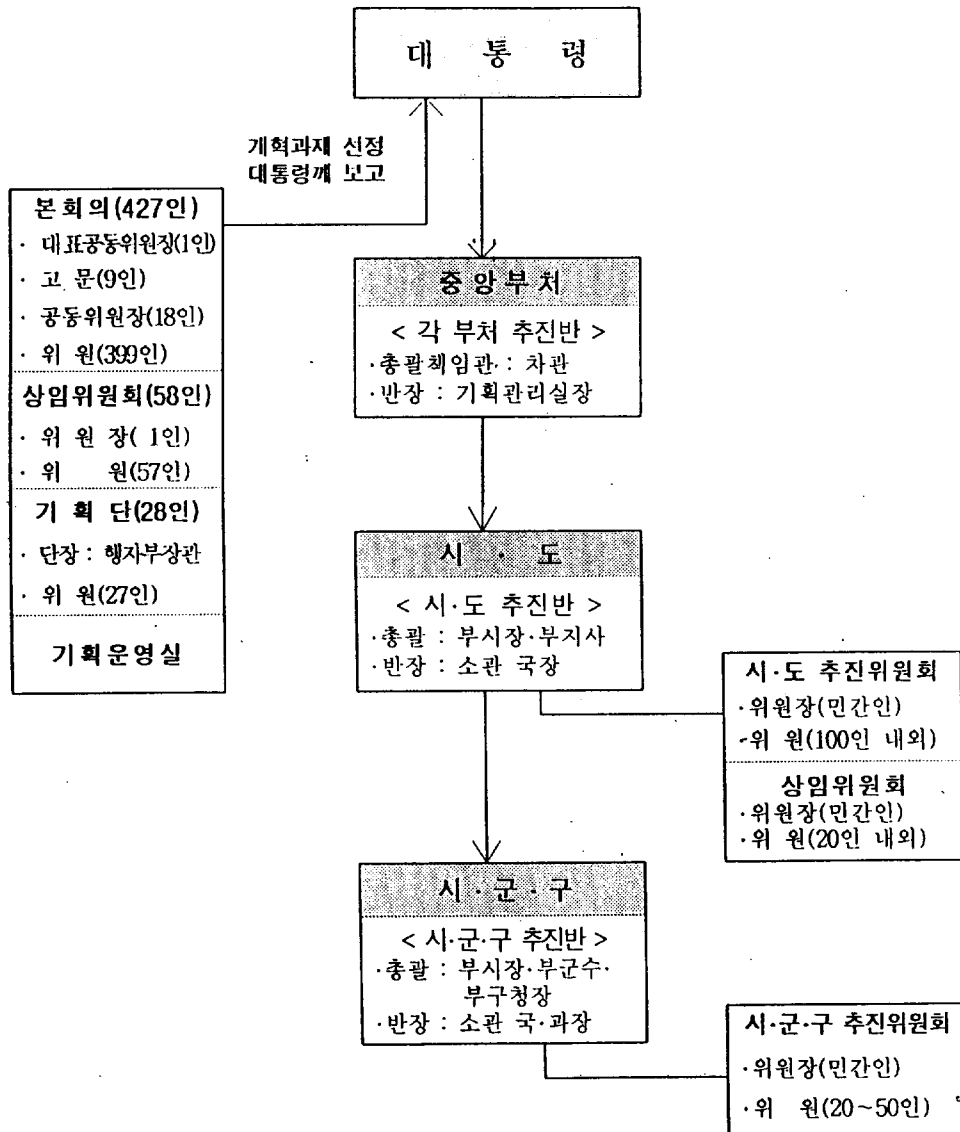 대 통 령
개혁과재 선정
대통령께 보고
본회의(427인)
· 대표공동위원장(1인)
· 고 문(9인)
· 공동위원장(18인)
· 위 원(399인)
상임위원회(58인)
· 위 원 장( 1인)
· 위 원(57인)
기 획 단(28인)
· 단장 : 행자부장관
· 위 원(27인)
기획운영실
중앙부처
< 각 부처 추진반 >
·총괄책임관 : 차관
·반장 : 기획관리실장
시 · 도
< 시·도 추진반 >
·총괄 : 부시장·부지사
·반장 : 소관 국장
시·도 추진위원회
·위원장(민간인)
·위 원(100인 내외)
상임위원회
·위원장(민간인)
·위 원(20인 내외)
시·군·구
< 시·군·구 추진반 >
·총괄 : 부시장·부군수·
부구청장
·반장 : 소관 국·과장
시·군·구 추진위원회
·위원장(민간인)
·위 원(20~50인)